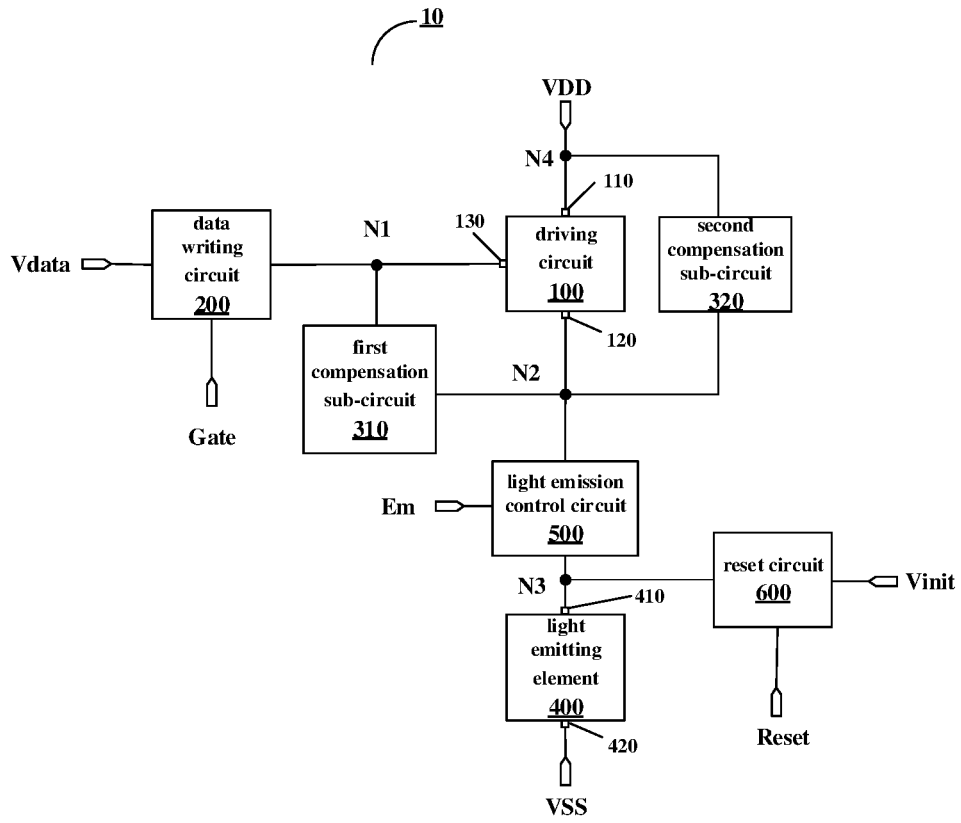 10
VDD
N4
110
130
N1
data
writing
circuit
200
Vdata
driving
circuit
100
second
compensation
sub-circuit
320
120
first
compensation
sub-circuit
310
N2
Gate
light emission
control circuit
500
Em
N3
410
reset circuit
600
Vinit
light
emitting
element
400
420
Reset
VSS